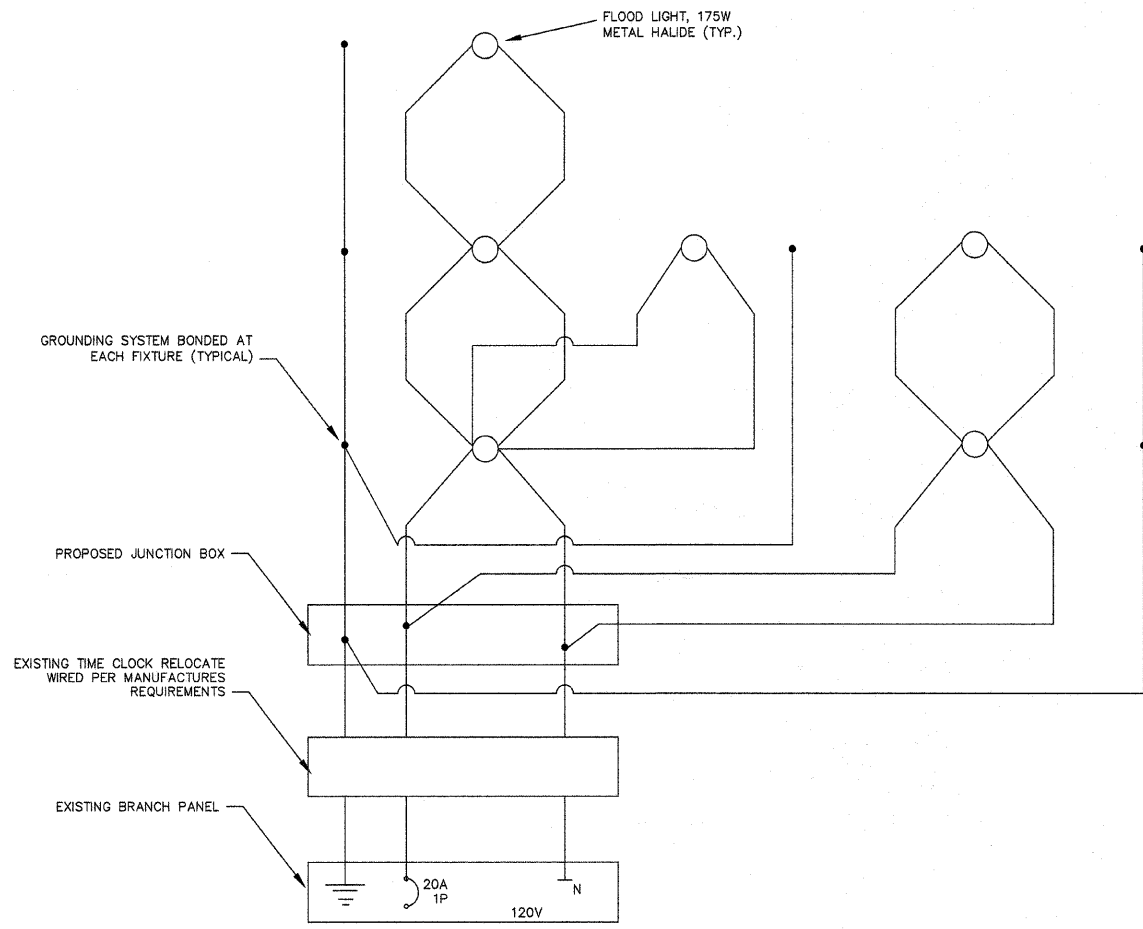 FLOOD LIGHT, 175W
METAL HALIDE (TYP.)
GROUNDING SYSTEM BONDED AT
EACH FIXTURE (TYPICAL)
PROPOSED JUNCTION BOX
EXISTING TIME CLOCK RELOCATE
WIRED PER MANUFACTURES
REQUIREMENTS
EXISTING BRANCH PANEL
20A
1P
N
120V